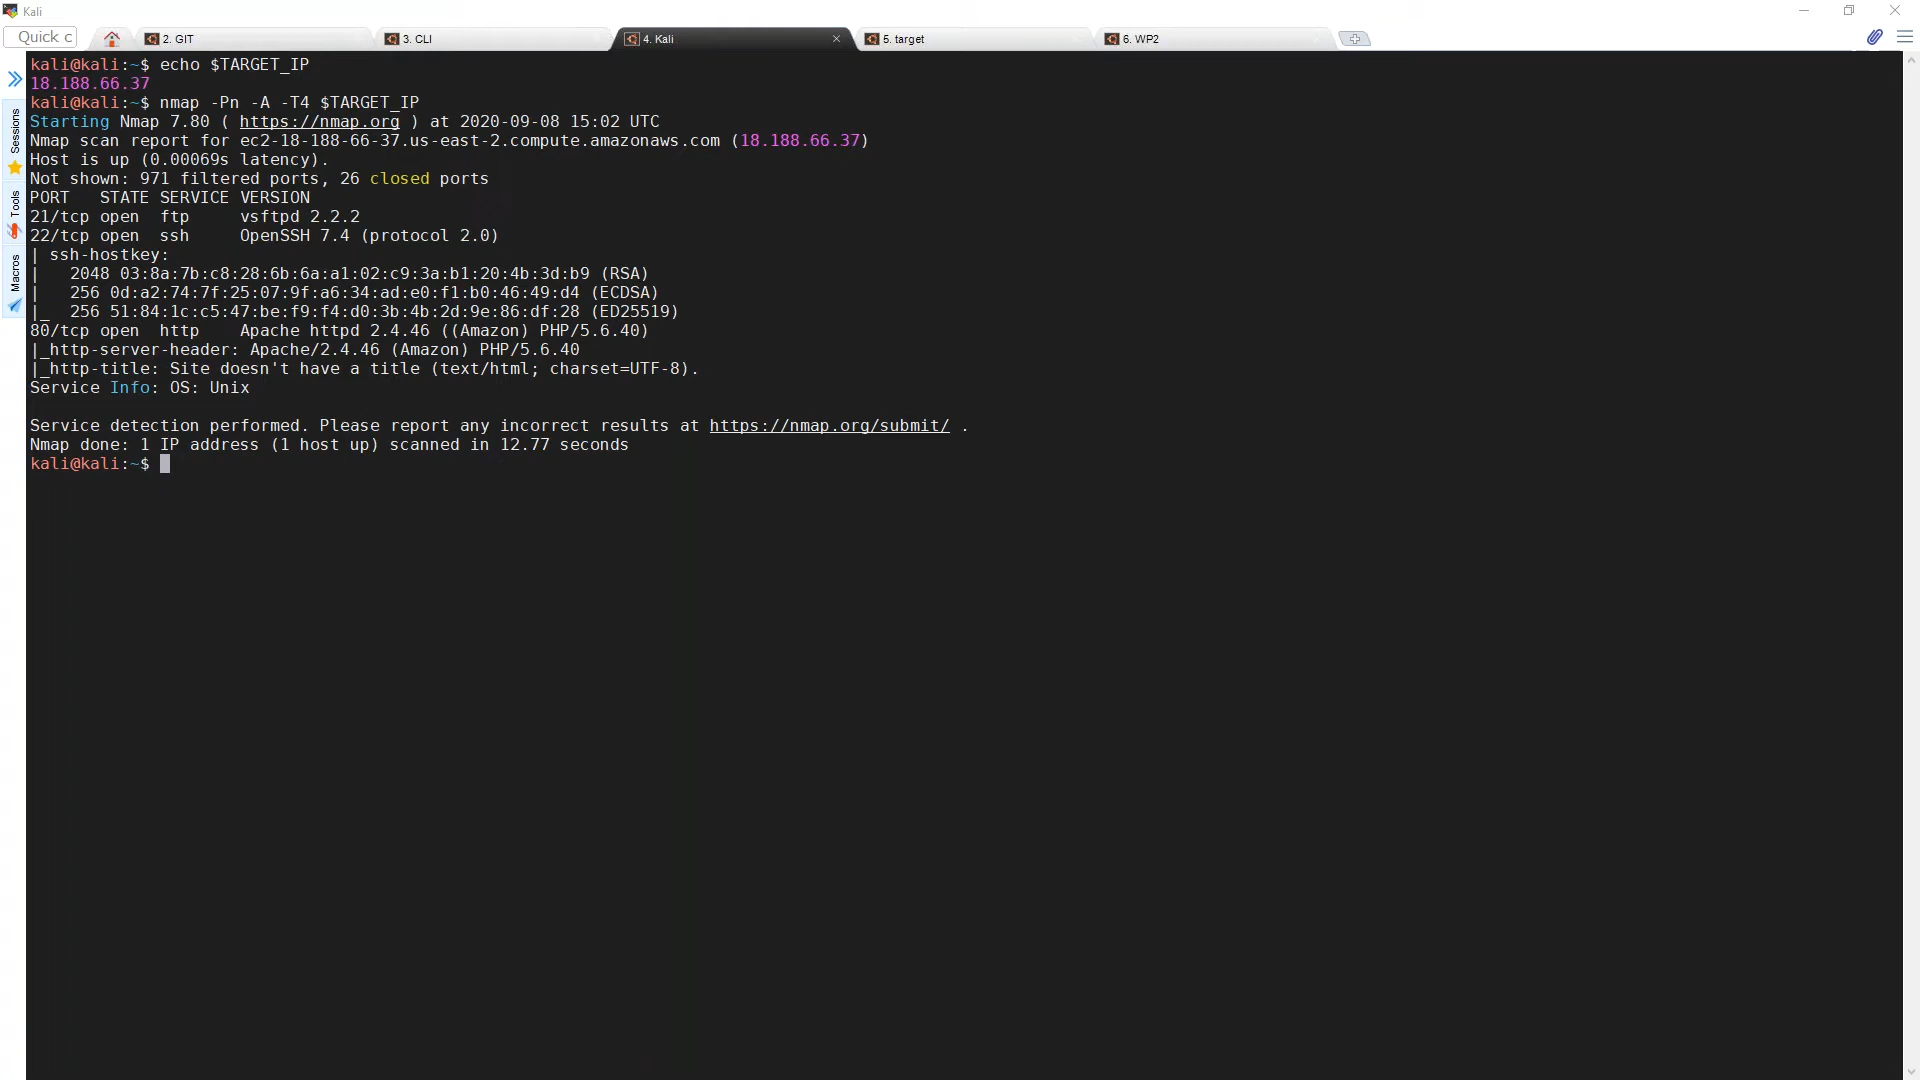 Kali
Quick c
2. GIT
3. CLI
4. Kali
5. target
6. WP2
Sessions
Tools
Macros
kali@kali:~$ echo $TARGET_IP
18.188.66.37
kali@kali:~$ nmap -Pn -A -T4 $TARGET_IP
Starting Nmap 7.80 ( https://nmap.org ) at 2020-09-08 15:02 UTC
Nmap scan report for ec2-18-188-66-37.us-east-2.compute.amazonaws.com (18.188.66.37)
Host is up (0.00069s latency).
Not shown: 971 filtered ports, 26 closed ports
PORT   STATE SERVICE VERSION
21/tcp open  ftp     vsftpd 2.2.2
22/tcp open  ssh     OpenSSH 7.4 (protocol 2.0)
| ssh-hostkey:
|   2048 03:8a:7b:c8:28:6b:6a:a1:02:c9:3a:b1:20:4b:3d:b9 (RSA)
|   256 0d:a2:74:7f:25:07:9f:a6:34:ad:e0:f1:b0:46:49:d4 (ECDSA)
|_  256 51:84:1c:c5:47:be:f9:f4:d0:3b:4b:2d:9e:86:df:28 (ED25519)
80/tcp open  http    Apache httpd 2.4.46 ((Amazon) PHP/5.6.40)
|_http-server-header: Apache/2.4.46 (Amazon) PHP/5.6.40
|_http-title: Site doesn't have a title (text/html; charset=UTF-8).
Service Info: OS: Unix
Service detection performed. Please report any incorrect results at https://nmap.org/submit/ .
Nmap done: 1 IP address (1 host up) scanned in 12.77 seconds
kali@kali:~$